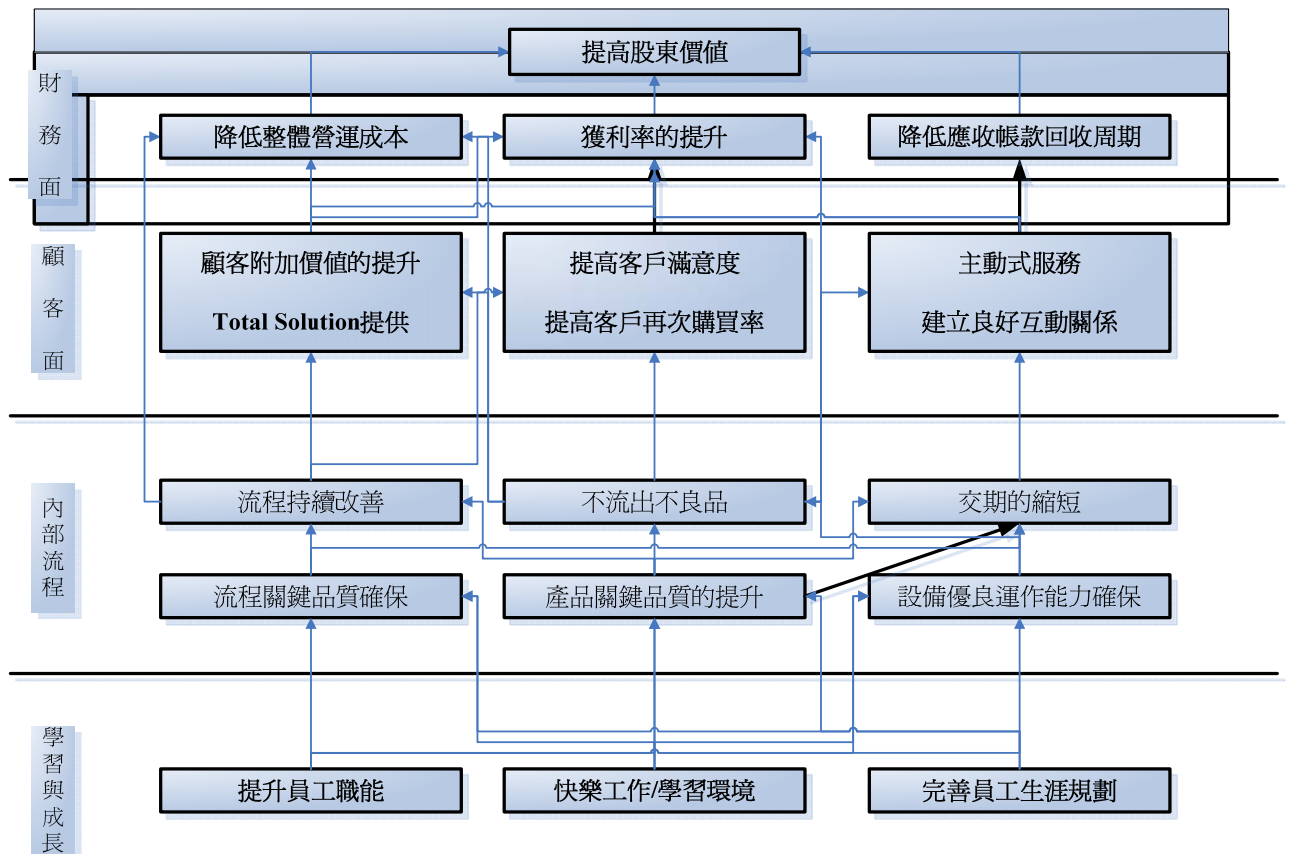 提高股東價值
財務面
降低整體營運成本
獲利率的提升
降低應收帳款回收周期
顧客面
顧客附加價值的提升
Total Solution提供
提高客戶滿意度
提高客戶再次購買率
主動式服務
建立良好互動關係
內部流程
流程持續改善
不流出不良品
交期的縮短
流程關鍵品質確保
產品關鍵品質的提升
設備優良運作能力確保
學習與成長
提升員工職能
快樂工作/學習環境
完善員工生涯規劃